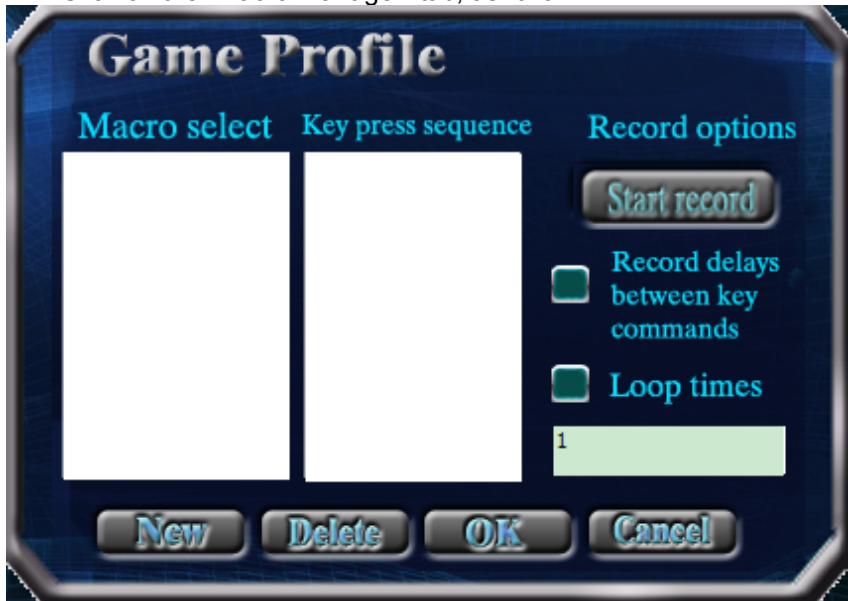 Game Profile
Macro select
Key press sequence
Record options
Start record
Record delays
between key
commands
Loop times
1
New
Delete
OK
Cancel